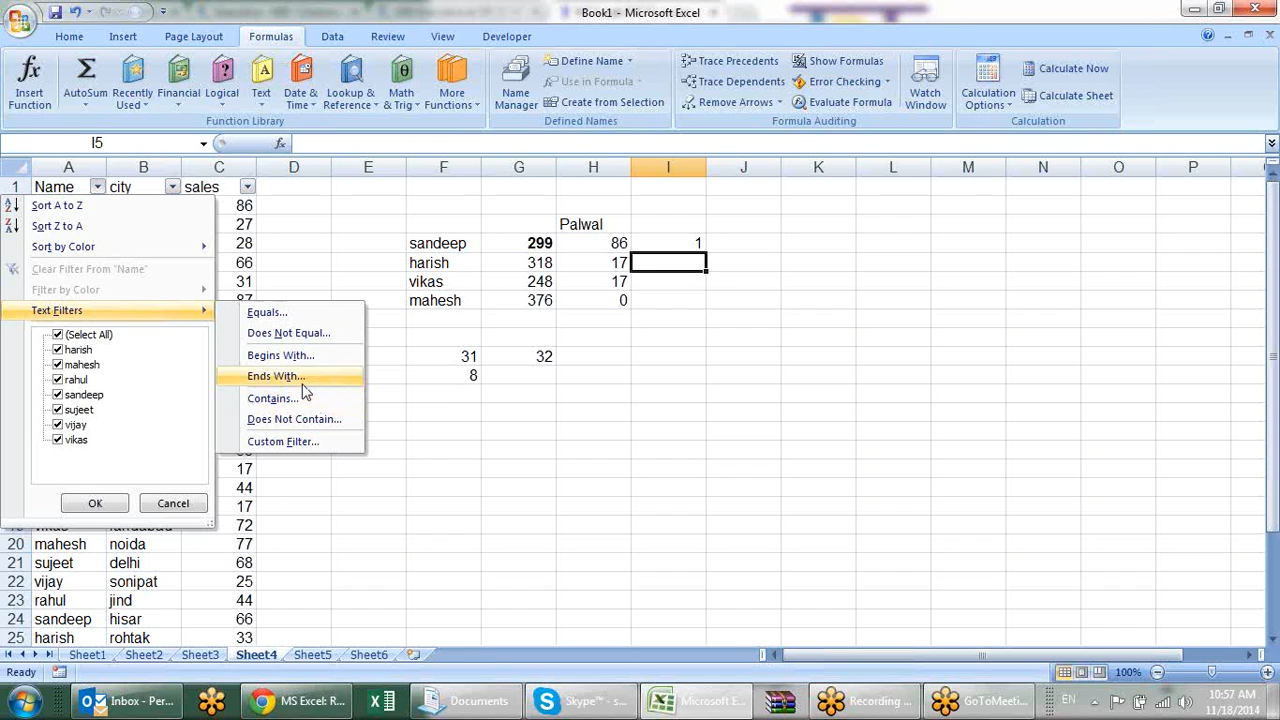 Book1 - Microsoft Excel
Home Insert Page Layout Formulas Data Review View Developer
fx Σ θ A
Insert Function
AutoSum
Recently Used
Financial
Logical
Text
Date & Time
Lookup & Reference
Math & Trig
More Functions
Function Library
Name Manager
Define Name
Use in Formula
Create from Selection
Defined Names
Trace Precedents
Trace Dependents
Remove Arrows
Show Formulas
Error Checking
Evaluate Formula
Formula Auditing
Watch Window
Calculation Options
Calculate Now
Calculate Sheet
Calculation
I5 fx
A B C D E F G H I J K L M N O P
1 Name city sales
Sort A to Z
Sort Z to A
Sort by Color
Clear Filter From "Name"
Filter by Color
Text Filters
(Select All)
harish
mahesh
rahul
sandeep
sujeet
vijay
vikas
OK Cancel
Equals...
Does Not Equal...
Begins With...
Ends With...
Contains...
Does Not Contain...
Custom Filter...
86
27 Palwal
28 sandeep 299 86 1
66 harish 318 17
31 vikas 248 17
mahesh 376 0
31 32
8
17
44
17
72
20 mahesh noida 77
21 sujeet delhi 68
22 vijay sonipat 25
23 rahul jind 44
24 sandeep hisar 66
25 harish rohtak 33
Sheet1 Sheet2 Sheet3 Sheet4 Sheet5 Sheet6
Ready 100%
Inbox - Per... MS Excel: R... Document... Skype™ - s... Microsoft E... Recording ... GoToMeeti... EN 10:57 AM
11/18/2014